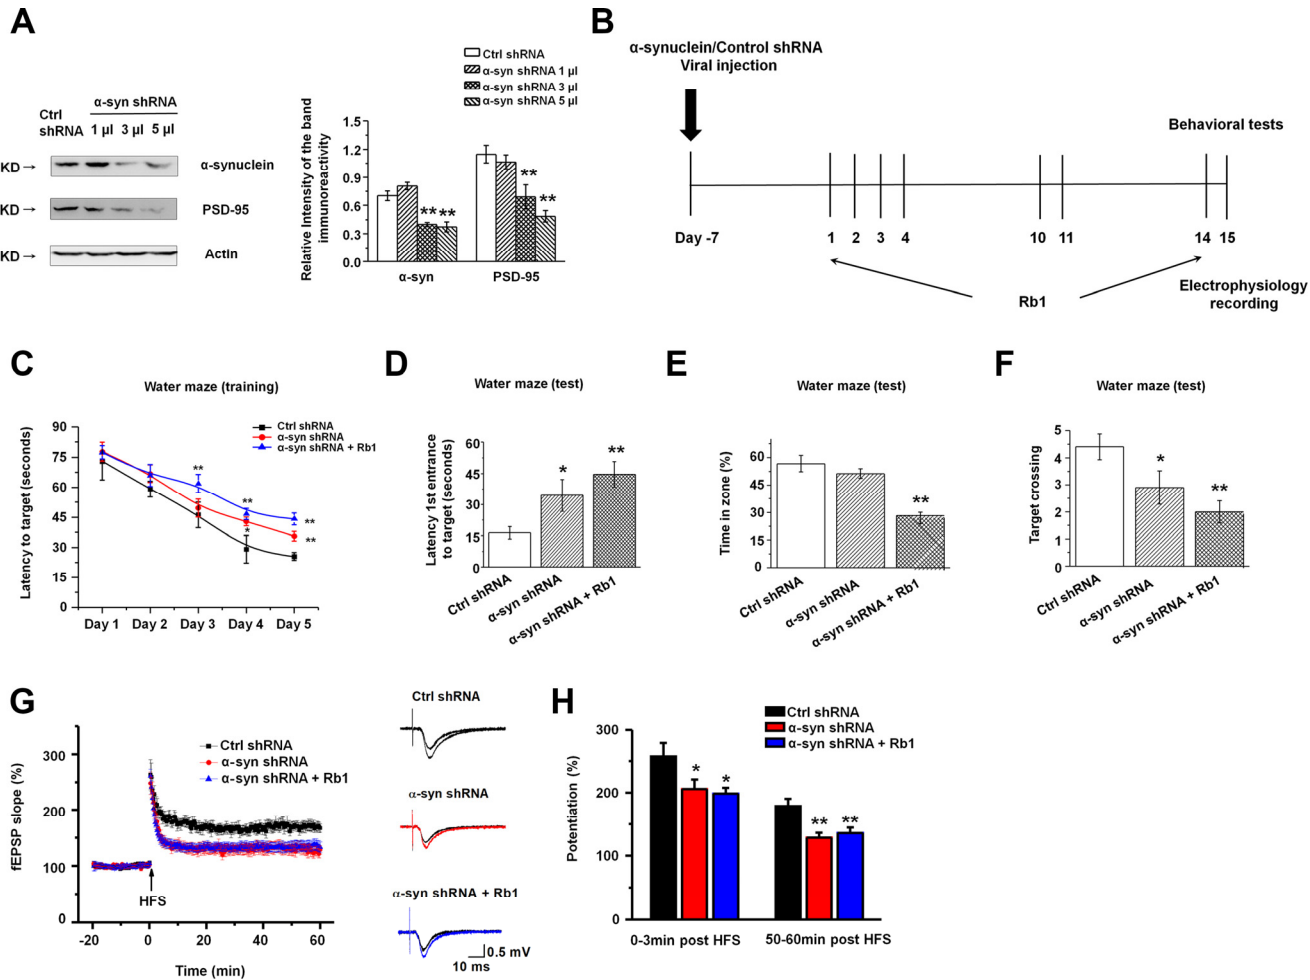 A
Ctrl shRNA
α-syn shRNA 1 µl
α-syn shRNA 3 µl
α-syn shRNA 5 µl
Ctrl
shRNA
α-syn shRNA
1 µl 3 µl 5 µl
KD → α-synuclein
KD → PSD-95
KD → Actin
Relative Intensity of the band
immunoreactivity
1.5
1.2
0.9
0.6
0.3
0.0
** ** ** **
α-syn PSD-95
B
α-synuclein/Control shRNA
Viral injection
Behavioral tests
Day -7 1 2 3 4 10 11 14 15
Rb1
Electrophysiology
recording
C
Water maze (training)
Ctrl shRNA
α-syn shRNA
α-syn shRNA + Rb1
Latency to target (seconds)
90
75
60
45
30
15
0
** ** * ** **
Day 1 Day 2 Day 3 Day 4 Day 5
D
Water maze (test)
Latency 1st entrance
to target (seconds)
60
45
30
15
0
* **
Ctrl shRNA
α-syn shRNA
α-syn shRNA + Rb1
E
Water maze (test)
Time in zone (%)
60
45
30
15
0
**
Ctrl shRNA
α-syn shRNA
α-syn shRNA + Rb1
F
Water maze (test)
Target crossing
5
4
3
2
1
0
* **
Ctrl shRNA
α-syn shRNA
α-syn shRNA + Rb1
G
Ctrl shRNA
α-syn shRNA
α-syn shRNA + Rb1
fEPSP slope (%)
300
200
100
0
HFS
-20 0 20 40 60
Time (min)
Ctrl shRNA
α-syn shRNA
α-syn shRNA + Rb1
0.5 mV
10 ms
H
Ctrl shRNA
α-syn shRNA
α-syn shRNA + Rb1
Potentiation (%)
300
200
100
0
* * ** **
0-3min post HFS 50-60min post HFS